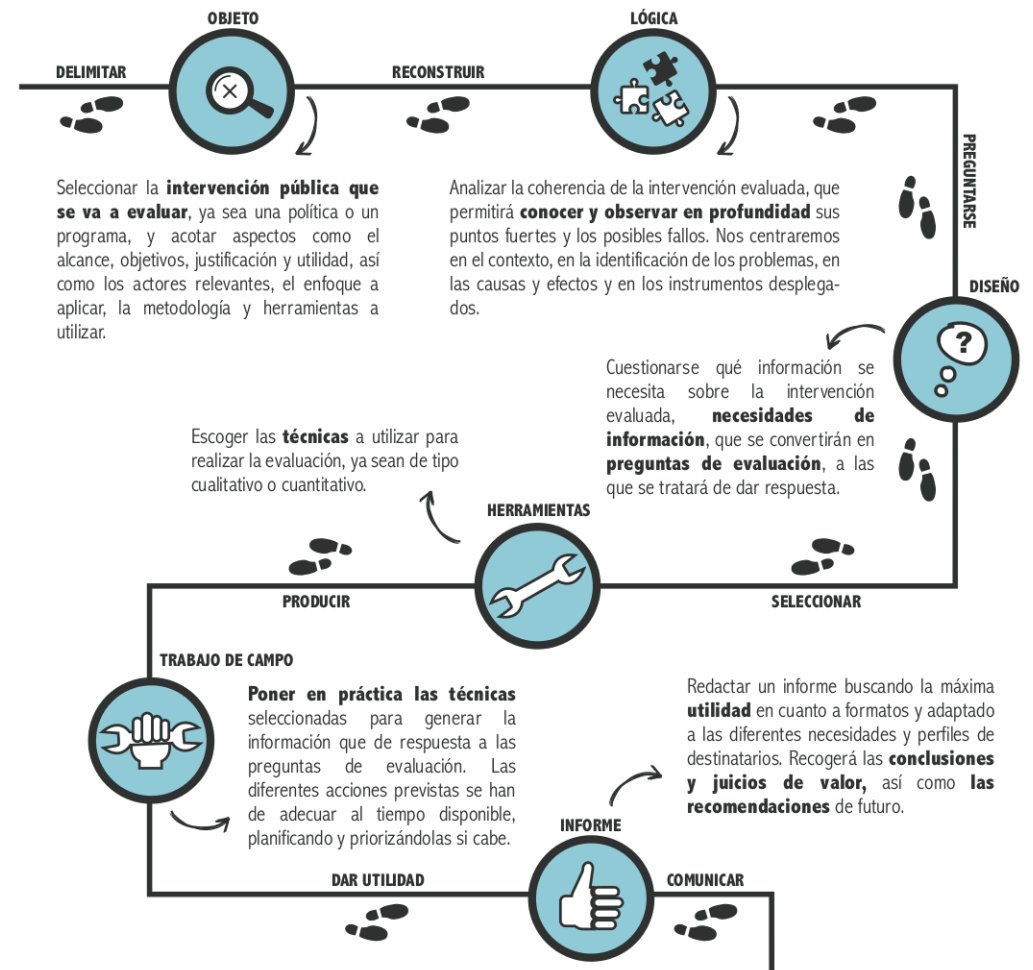 OBJETO
LÓGICA
DELIMITAR
RECONSTRUIR
Seleccionar la intervención pública que
se va a evaluar, ya sea una política o un
programa, y acotar aspectos como el
alcance, objetivos, justificación y utilidad, así
como los actores relevantes, el enfoque a
aplicar, la metodología y herramientas a
utilizar.
Analizar la coherencia de la intervención evaluada, que
permitirá conocer y observar en profundidad sus
puntos fuertes y los posibles fallos. Nos centraremos
en el contexto, en la identificación de los problemas, en
las causas y efectos y en los instrumentos desplega-
dos.
PREGUNTARSE
DISEÑO
?
Cuestionarse qué información se
necesita sobre la intervención
evaluada, necesidades de
información, que se convertirán en
preguntas de evaluación, a las
que se tratará de dar respuesta.
SELECCIONAR
HERRAMIENTAS
Escoger las técnicas a utilizar para
realizar la evaluación, ya sean de tipo
cualitativo o cuantitativo.
PRODUCIR
TRABAJO DE CAMPO
Poner en práctica las técnicas
seleccionadas para generar la
información que de respuesta a las
preguntas de evaluación. Las
diferentes acciones previstas se han
de adecuar al tiempo disponible,
planificando y priorizándolas si cabe.
DAR UTILIDAD
INFORME
Redactar un informe buscando la máxima
utilidad en cuanto a formatos y adaptado
a las diferentes necesidades y perfiles de
destinatarios. Recogerá las conclusiones
y juicios de valor, así como las
recomendaciones de futuro.
COMUNICAR